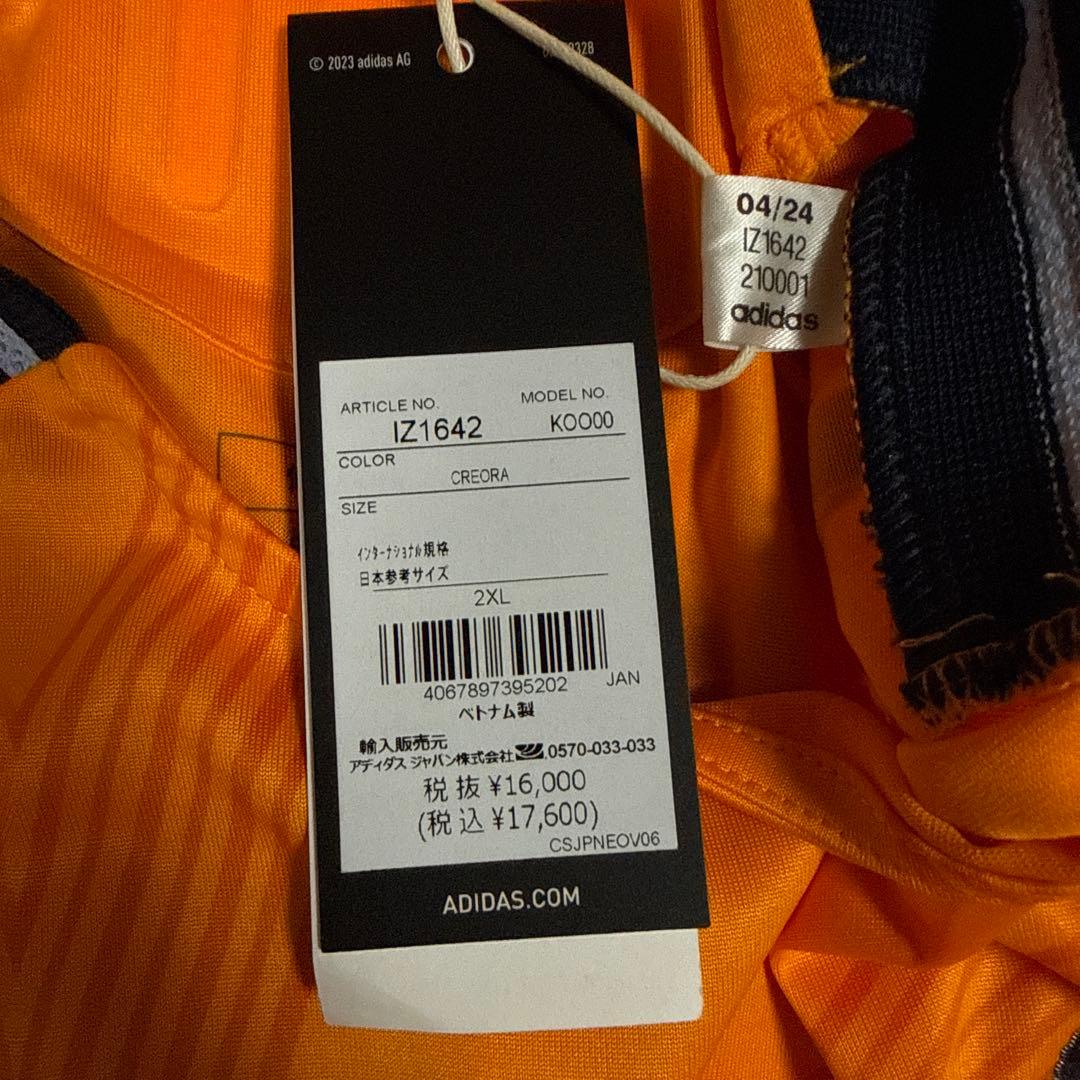 © 2023 adidas AG
04/24
IZ1642
210001
adidas
ARTICLE NO.
MODEL NO.
IZ1642
KOO00
COLOR
CREORA
SIZE
インターナショナル規格
日本参考サイズ
2XL
4067897395202
JAN
ベトナム製
輸入販売元
アディダス ジャパン株式会社 0570-033-033
税抜 ¥16,000
(税込 ¥17,600)
CSJPNEOV06
ADIDAS.COM